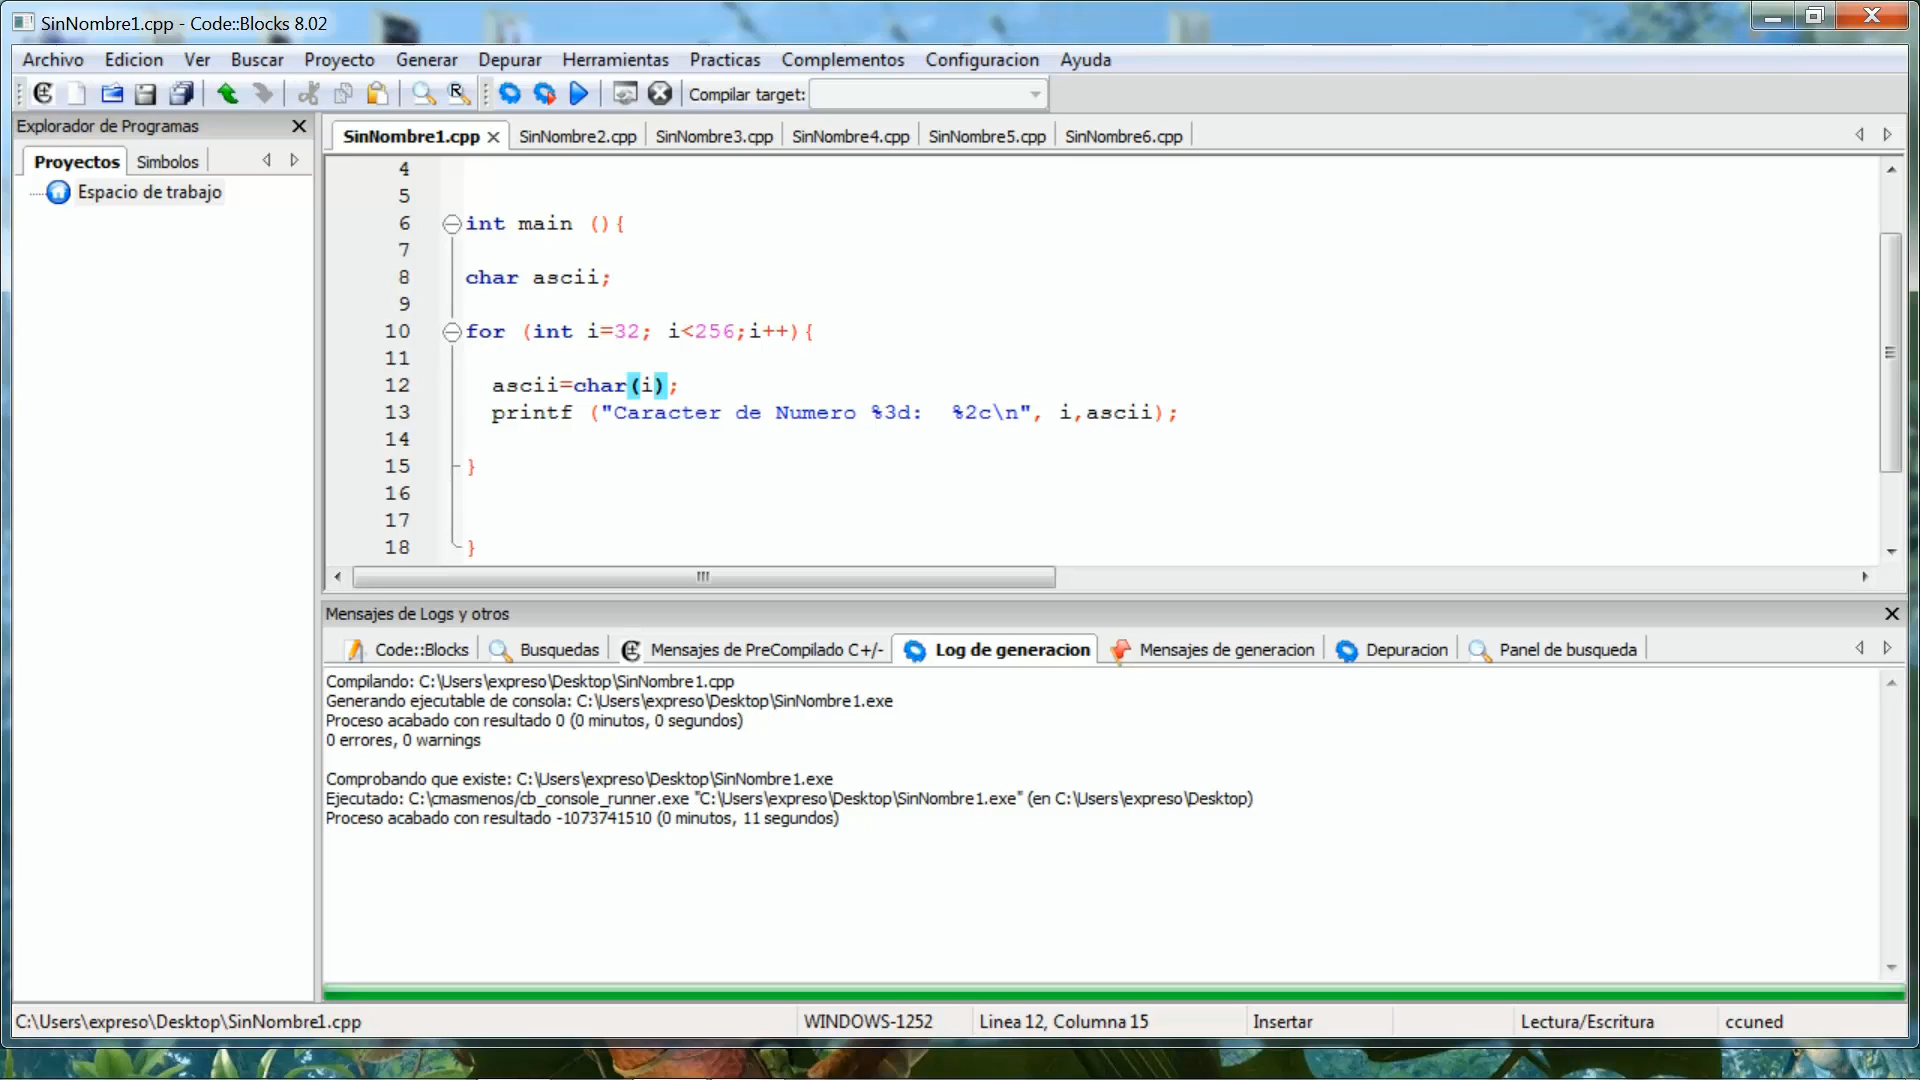 SinNombre1.cpp - Code::Blocks 8.02
Archivo Edicion Ver Buscar Proyecto Generar Depurar Herramientas Practicas Complementos Configuracion Ayuda
Compilar target:
Explorador de Programas
Proyectos Simbolos
Espacio de trabajo
SinNombre1.cpp SinNombre2.cpp SinNombre3.cpp SinNombre4.cpp SinNombre5.cpp SinNombre6.cpp
4
5
6 int main (){
7
8 char ascii;
9
10 for (int i=32; i<256;i++){
11
12 ascii=char(i);
13 printf ("Caracter de Numero %3d:  %2c\n", i,ascii);
14
15 }
16
17
18 }
Mensajes de Logs y otros
Code::Blocks Busquedas Mensajes de PreCompilado C+/- Log de generacion Mensajes de generacion Depuracion Panel de busqueda
Compilando: C:\Users\expreso\Desktop\SinNombre1.cpp
Generando ejecutable de consola: C:\Users\expreso\Desktop\SinNombre1.exe
Proceso acabado con resultado 0 (0 minutos, 0 segundos)
0 errores, 0 warnings
Comprobando que existe: C:\Users\expreso\Desktop\SinNombre1.exe
Ejecutado: C:\cmasmenos/cb_console_runner.exe "C:\Users\expreso\Desktop\SinNombre1.exe" (en C:\Users\expreso\Desktop)
Proceso acabado con resultado -1073741510 (0 minutos, 11 segundos)
C:\Users\expreso\Desktop\SinNombre1.cpp WINDOWS-1252 Linea 12, Columna 15 Insertar Lectura/Escritura ccuned